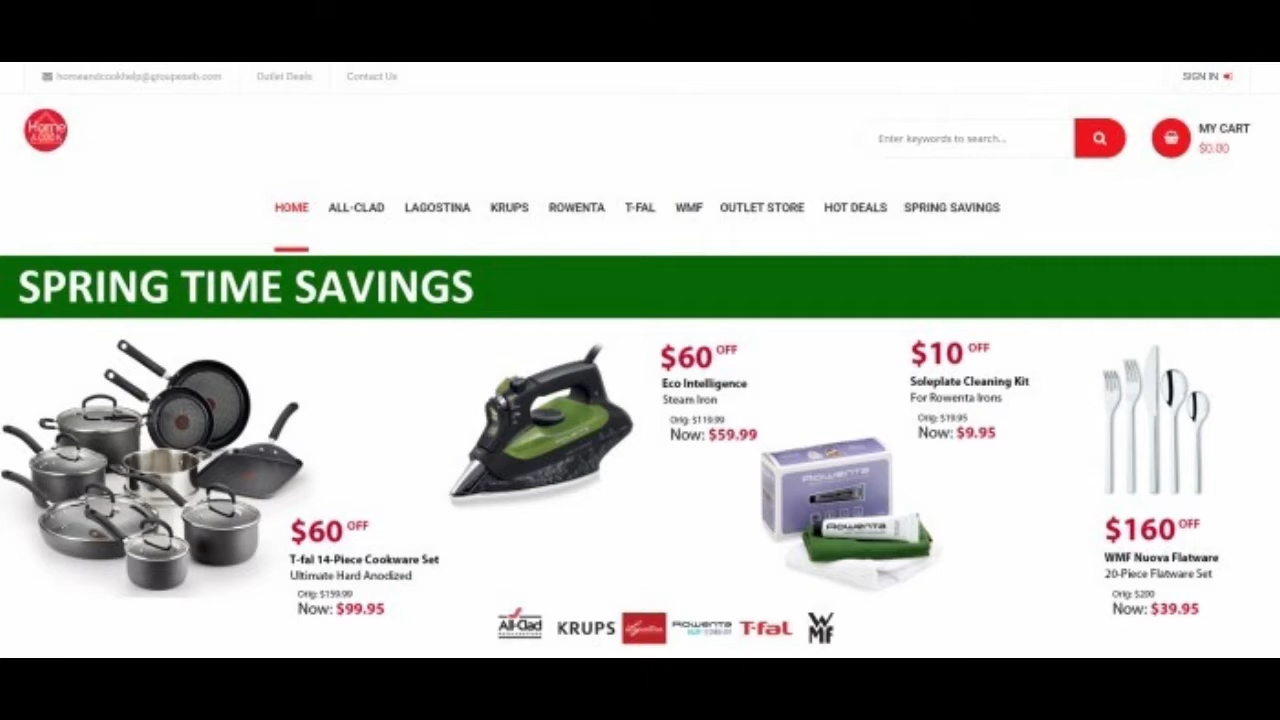 homeandcookhelp@groupeseb.com Outlet Deals Contact Us SIGN IN
Home
& COOK
Enter keywords to search...
MY CART
$0.00
HOME ALL-CLAD LAGOSTINA KRUPS ROWENTA T-FAL WMF OUTLET STORE HOT DEALS SPRING SAVINGS
SPRING TIME SAVINGS
$60 OFF
T-fal 14-Piece Cookware Set
Ultimate Hard Anodized
Orig: $159.99
Now: $99.95
$60 OFF
Eco Intelligence
Steam Iron
Orig: $119.99
Now: $59.99
$10 OFF
Soleplate Cleaning Kit
For Rowenta Irons
Orig: $19.95
Now: $9.95
Rowenta
Rowenta
$160 OFF
WMF Nuova Flatware
20-Piece Flatware Set
Orig: $200
Now: $39.95
All-Clad KRUPS Lagostina Rowenta T-fal WMF